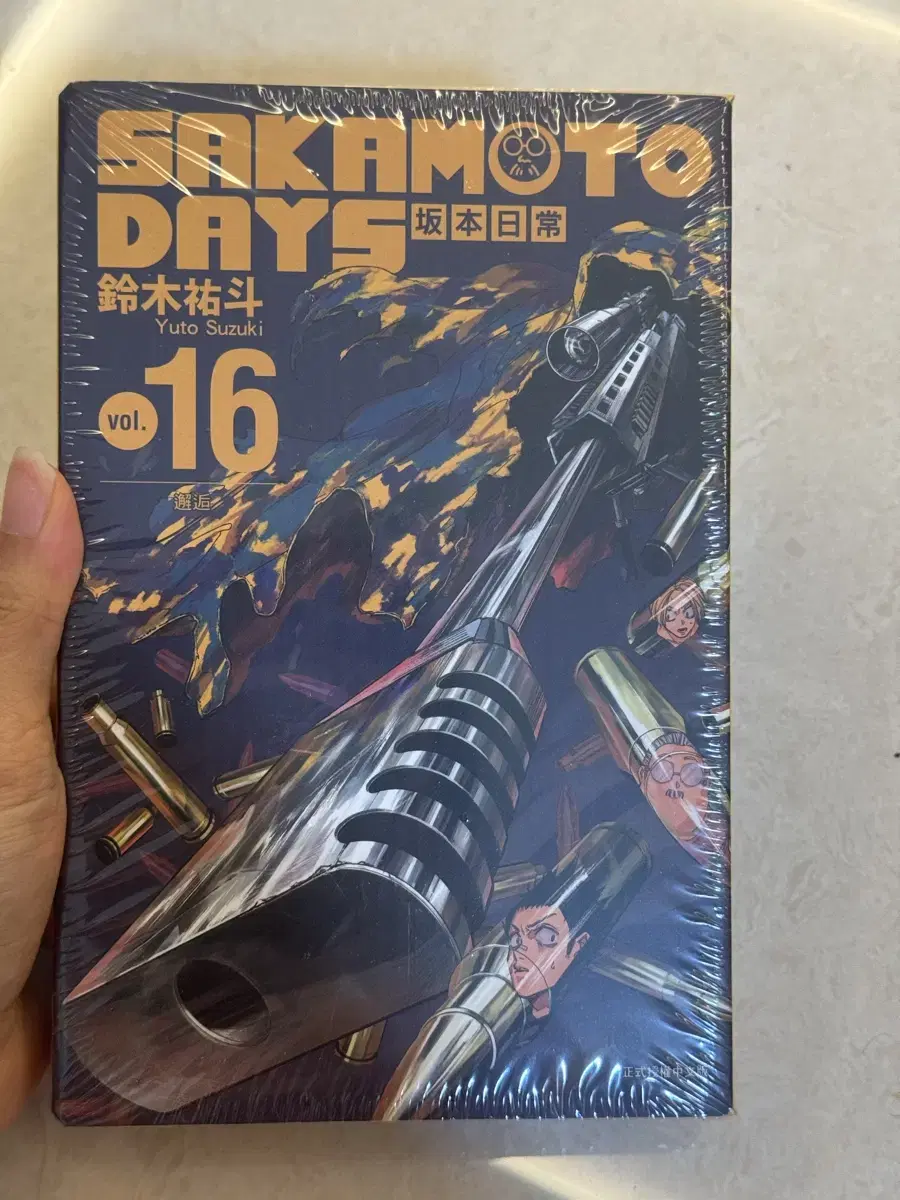 SAKAMOTO
DAYS 坂本日常
鈴木祐斗
Yuto Suzuki
vol. 16
邂逅
正式授權中文版